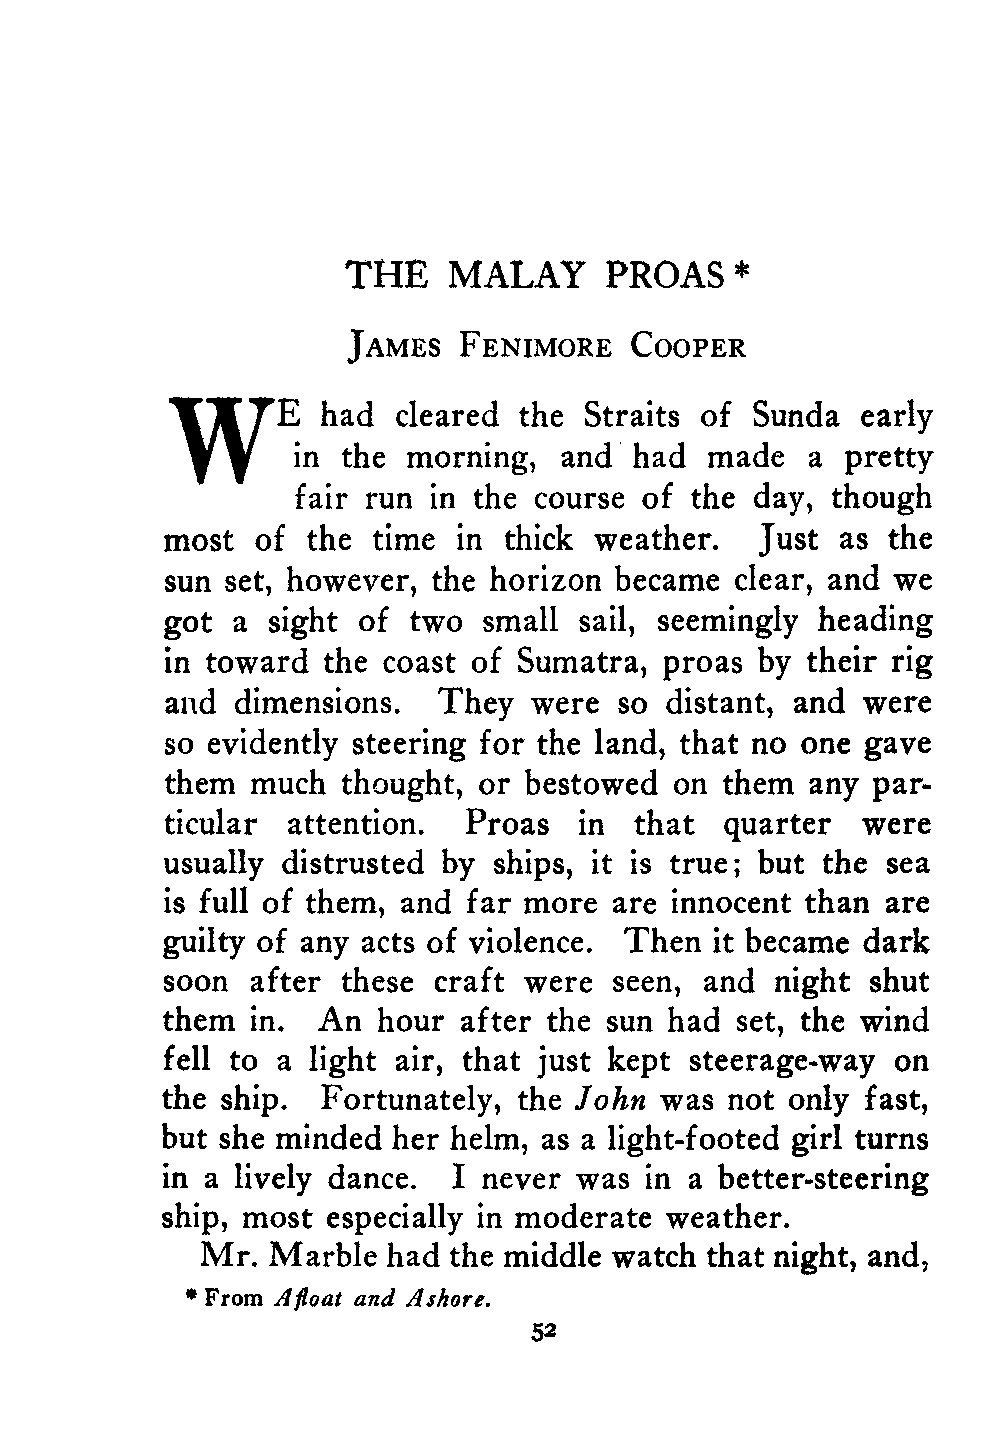 THE MALAY PROAS *
JAMES FENIMORE COOPER
WE had cleared the Straits of Sunda early
in the morning, and had made a pretty
fair run in the course of the day, though
most of the time in thick weather. Just as the
sun set, however, the horizon became clear, and we
got a sight of two small sail, seemingly heading
in toward the coast of Sumatra, proas by their rig
and dimensions. They were so distant, and were
so evidently steering for the land, that no one gave
them much thought, or bestowed on them any par-
ticular attention. Proas in that quarter were
usually distrusted by ships, it is true; but the sea
is full of them, and far more are innocent than are
guilty of any acts of violence. Then it became dark
soon after these craft were seen, and night shut
them in. An hour after the sun had set, the wind
fell to a light air, that just kept steerage-way on
the ship. Fortunately, the John was not only fast,
but she minded her helm, as a light-footed girl turns
in a lively dance. I never was in a better-steering
ship, most especially in moderate weather.
Mr. Marble had the middle watch that night, and,
* From Afloat and Ashore.
52